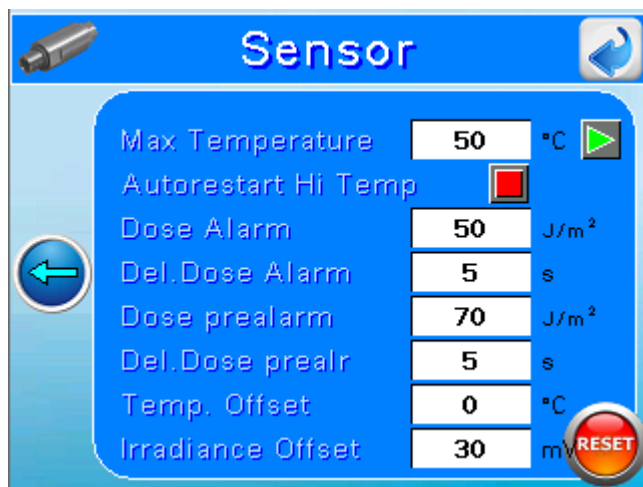 Sensor
Max Temperature 50 °C
Autorestart Hi Temp
Dose Alarm 50 J/m²
Del.Dose Alarm 5 s
Dose prealarm 70 J/m²
Del.Dose prealr 5 s
Temp. Offset 0 °C
Irradiance Offset 30 mV
RESET